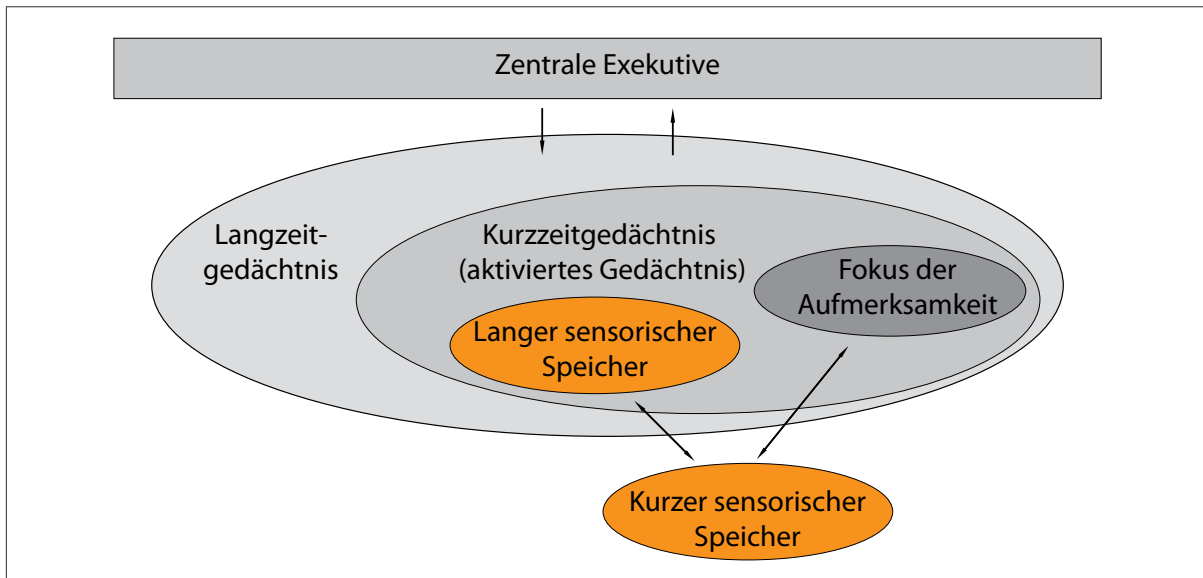 Zentrale Exekutive
Langzeit-
gedächtnis
Kurzzeitgedächtnis
(aktiviertes Gedächtnis)
Fokus der
Aufmerksamkeit
Langer sensorischer
Speicher
Kurzer sensorischer
Speicher